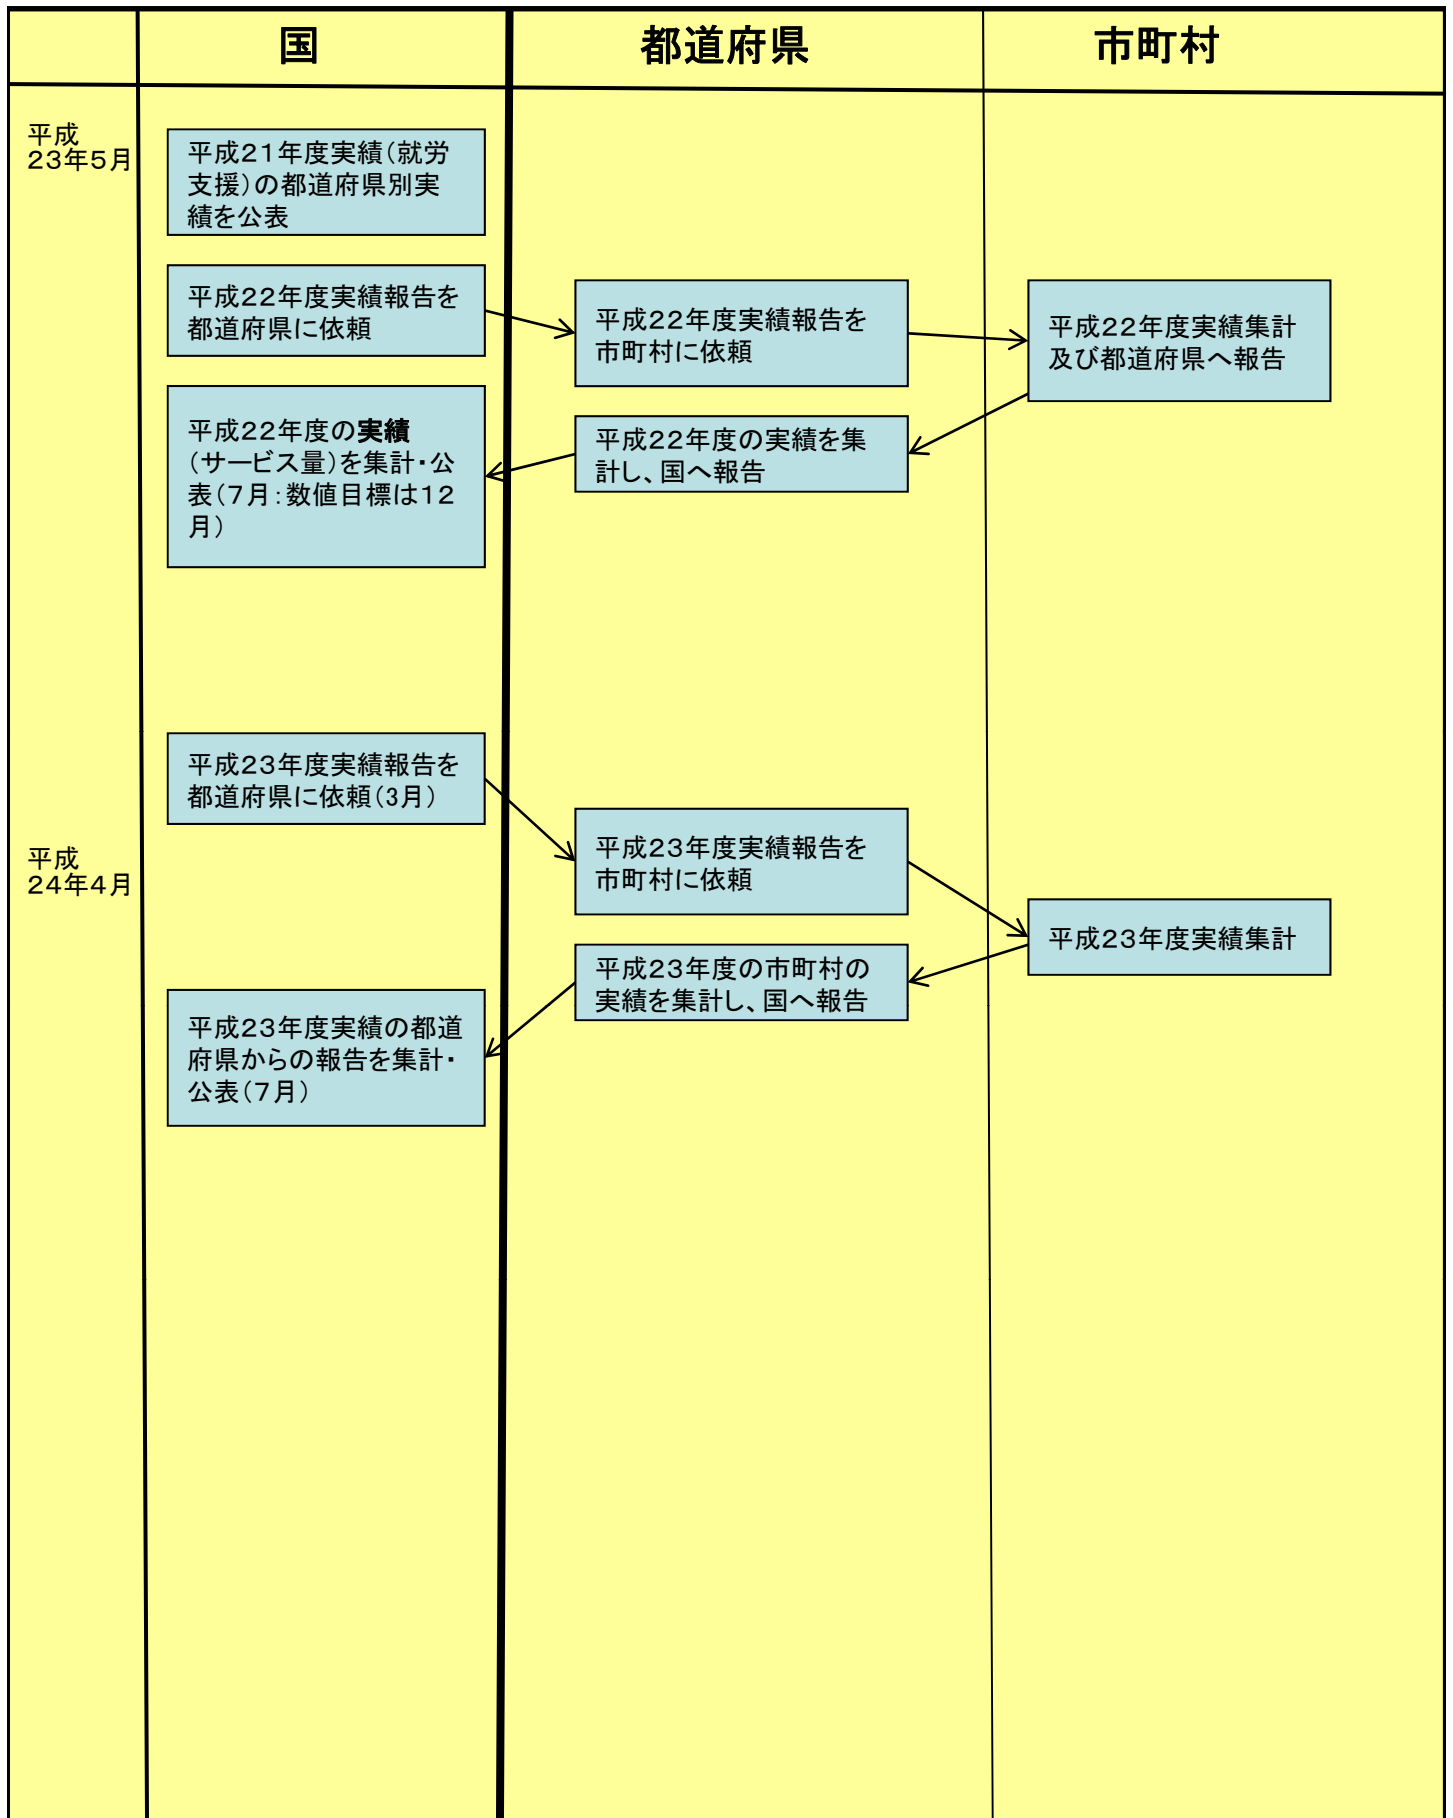 国
都道府県
市町村
平成
２３年５月
平成２１年度実績（就労
支援）の都道府県別実
績を公表
平成２２年度実績報告を
都道府県に依頼
平成２２年度実績報告を
市町村に依頼
平成２２年度実績集計
及び都道府県へ報告
平成２２年度の実績
（サービス量）を集計・公
表（７月：数値目標は１２
月）
平成２２年度の実績を集
計し、国へ報告
平成２３年度実績報告を
都道府県に依頼（3月）
平成
２４年４月
平成２３年度実績報告を
市町村に依頼
平成２３年度実績集計
平成２３年度の市町村の
実績を集計し、国へ報告
平成２３年度実績の都道
府県からの報告を集計・
公表（７月）